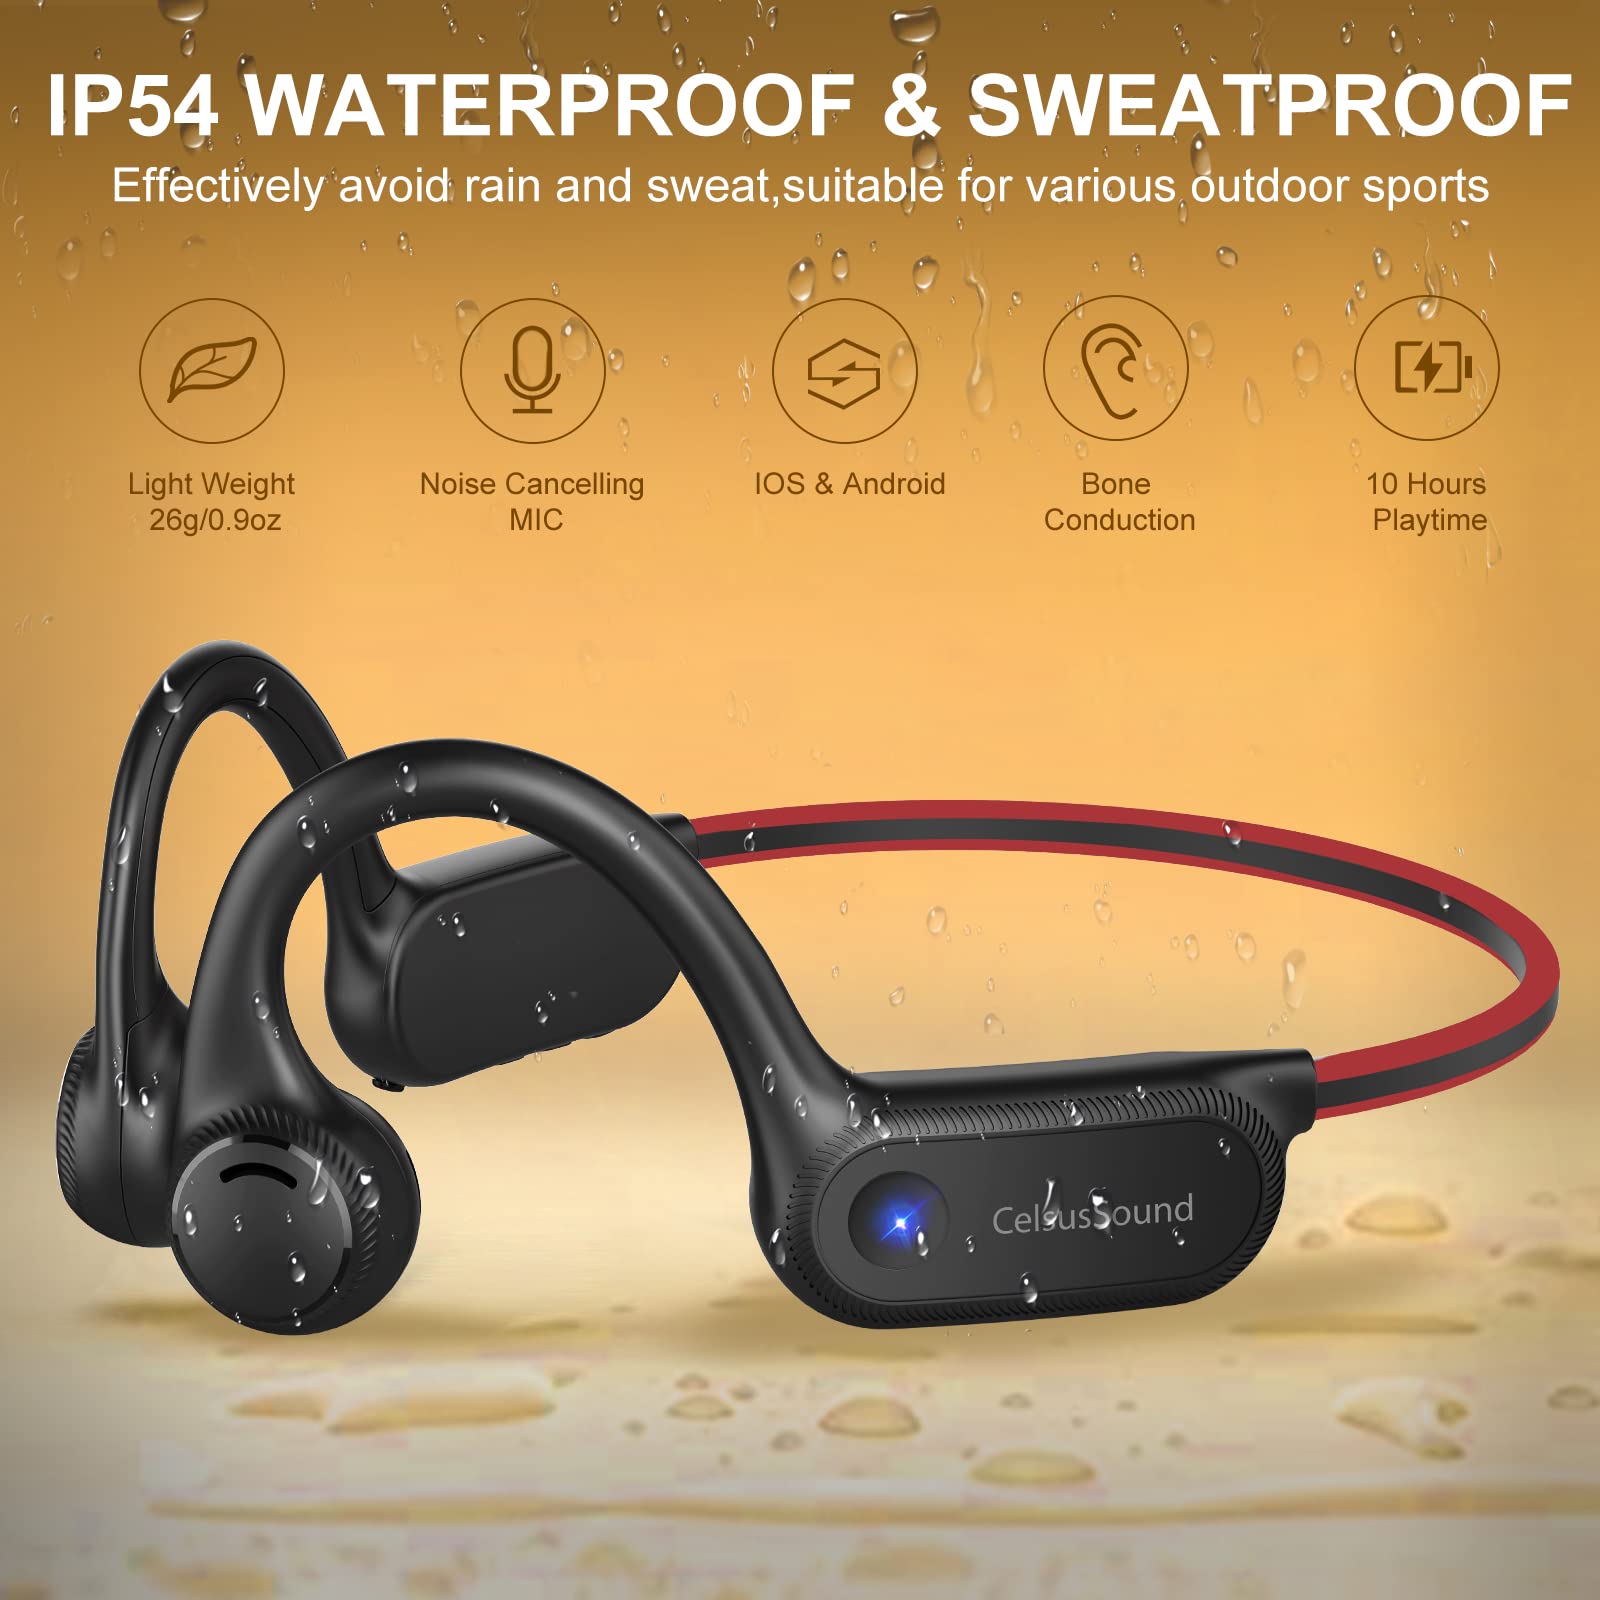 IP54 WATERPROOF & SWEATPROOF
Effectively avoid rain and sweat,suitable for various outdoor sports
Light Weight
26g/0.9oz
Noise Cancelling
MIC
IOS & Android
Bone
Conduction
10 Hours
Playtime
CelsusSound